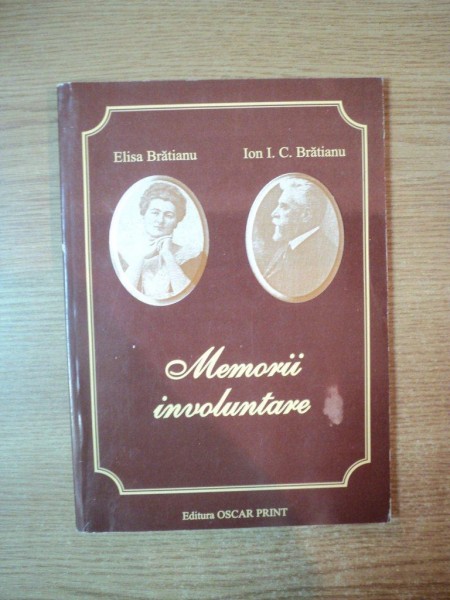 Elisa Brătianu
Ion I. C. Brătianu
Memorii
involuntare
Editura OSCAR PRINT